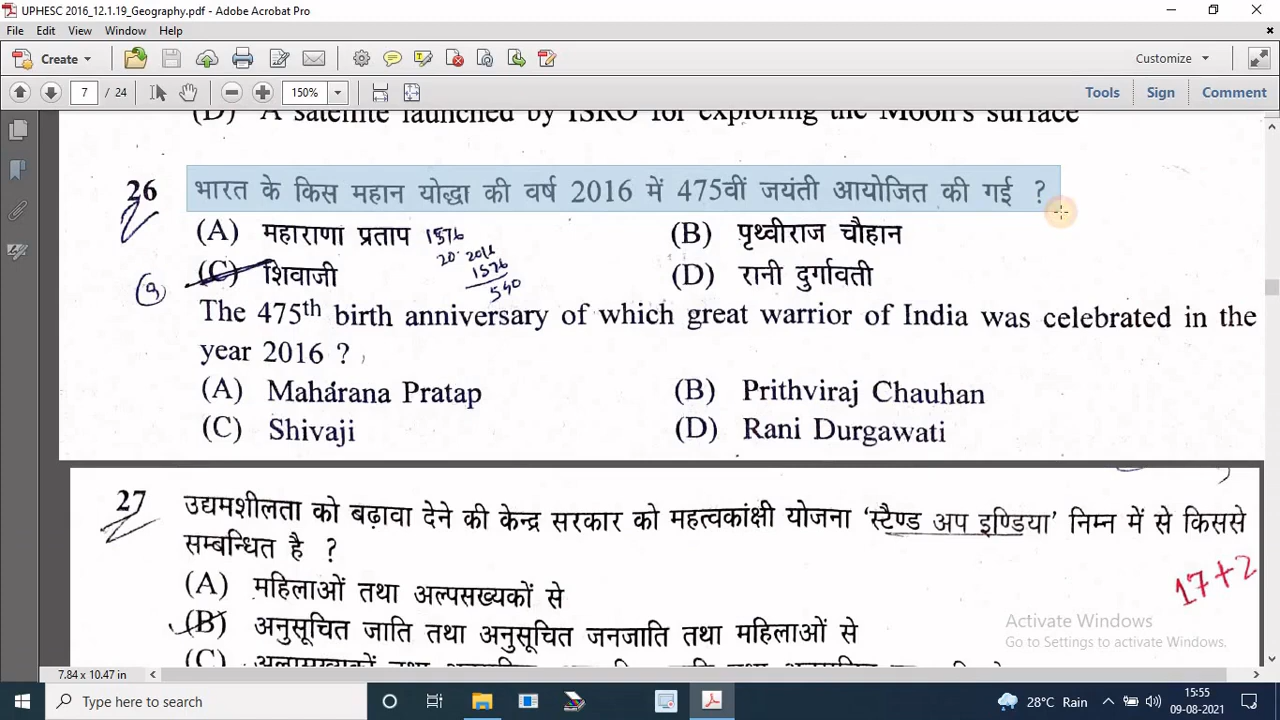 UPHESC 2016_12.1.19_Geography.pdf - Adobe Acrobat Pro
File Edit View Window Help
Create
Customize
7 / 24
150%
Tools Sign Comment
(D) A satellite launched by ISRO for exploring the Moon's surface
26 भारत के किस महान योद्धा की वर्ष 2016 में 475वीं जयंती आयोजित की गई ?
(A) महाराणा प्रताप 1576 (B) पृथ्वीराज चौहान
2016
1576
540
(C) शिवाजी (D) रानी दुर्गावती
The 475th birth anniversary of which great warrior of India was celebrated in the
year 2016 ?
(A) Maharana Pratap (B) Prithviraj Chauhan
(C) Shivaji (D) Rani Durgawati
27 उद्यमशीलता को बढ़ावा देने की केन्द्र सरकार को महत्वकांक्षी योजना ‘स्टैण्ड अप इण्डिया’ निम्न में से किससे
सम्बन्धित है ?
17+2
(A) महिलाओं तथा अल्पसख्यकों से
(B) अनुसूचित जाति तथा अनुसूचित जनजाति तथा महिलाओं से
(C)
Activate Windows
Go to Settings to activate Windows.
7.84 x 10.47 in
Type here to search
28°C Rain
15:55
09-08-2021